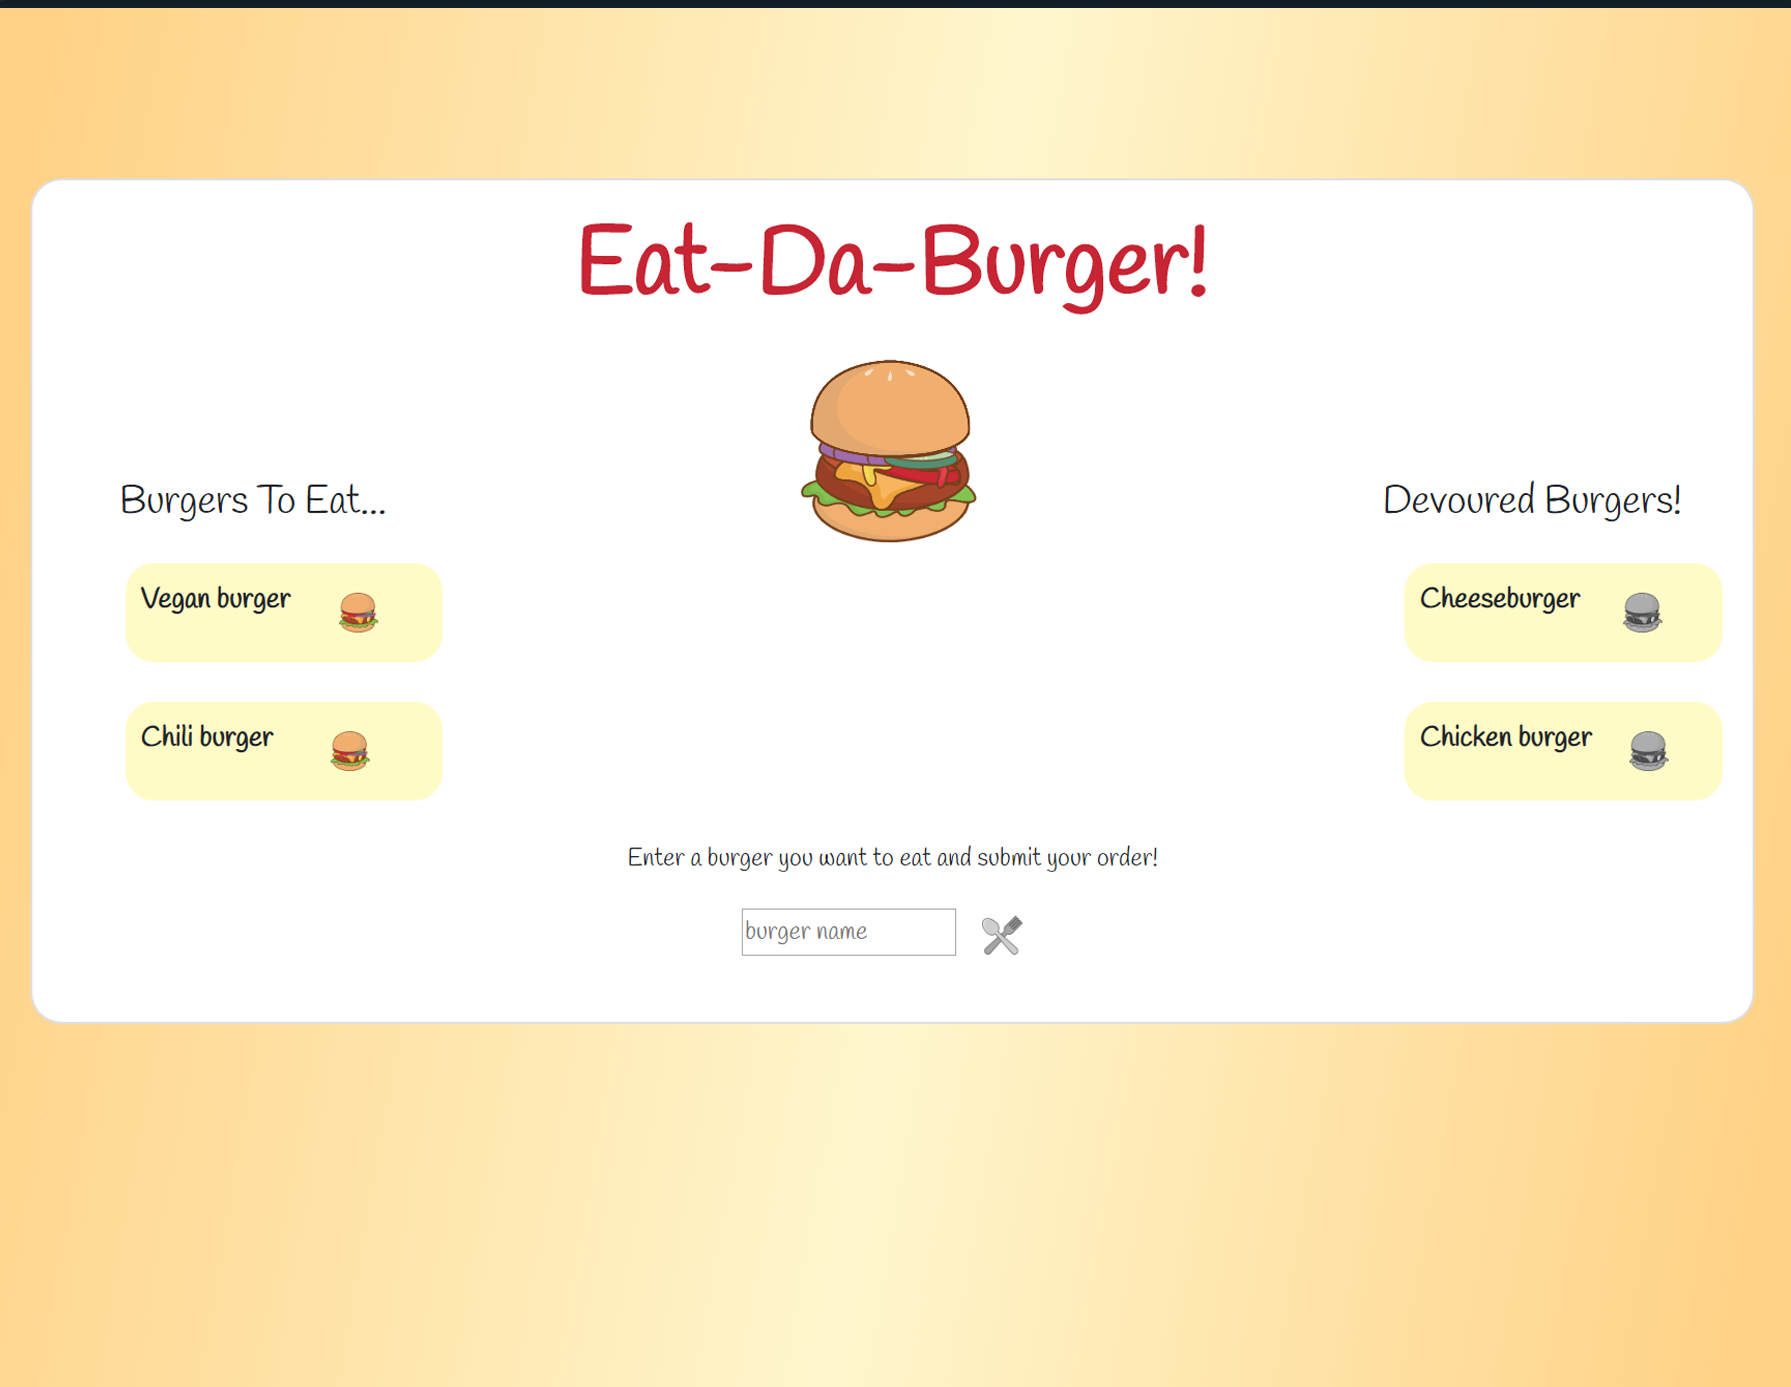 Eat-Da-Burger!
Burgers To Eat...
Vegan burger
Chili burger
Devoured Burgers!
Cheeseburger
Chicken burger
Enter a burger you want to eat and submit your order!
burger name